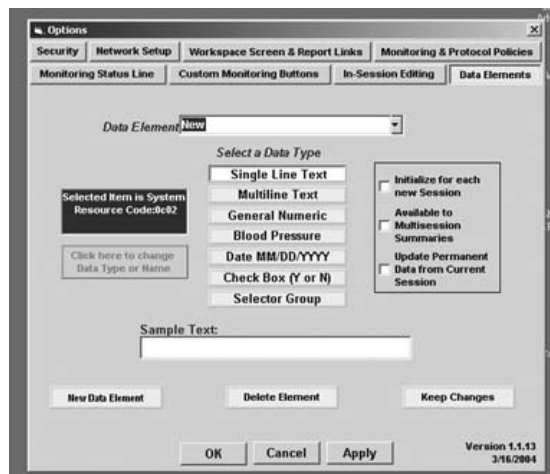 Options
Security Network Setup Workspace Screen & Report Links Monitoring & Protocol Policies
Monitoring Status Line Custom Monitoring Buttons In-Session Editing Data Elements
Data Element New
Select a Data Type
Single Line Text
Multiline Text
General Numeric
Blood Pressure
Date MM/DD/YYYY
Check Box (Y or N)
Selector Group
Selected Item is System
Resource Code:0c02
Click here to change
Data Type or Name
Initialize for each
new Session
Available to
Multisession
Summaries
Update Permanent
Data from Current
Session
Sample Text:
New Data Element Delete Element Keep Changes
OK Cancel Apply
Version 1.1.13
3/16/2004